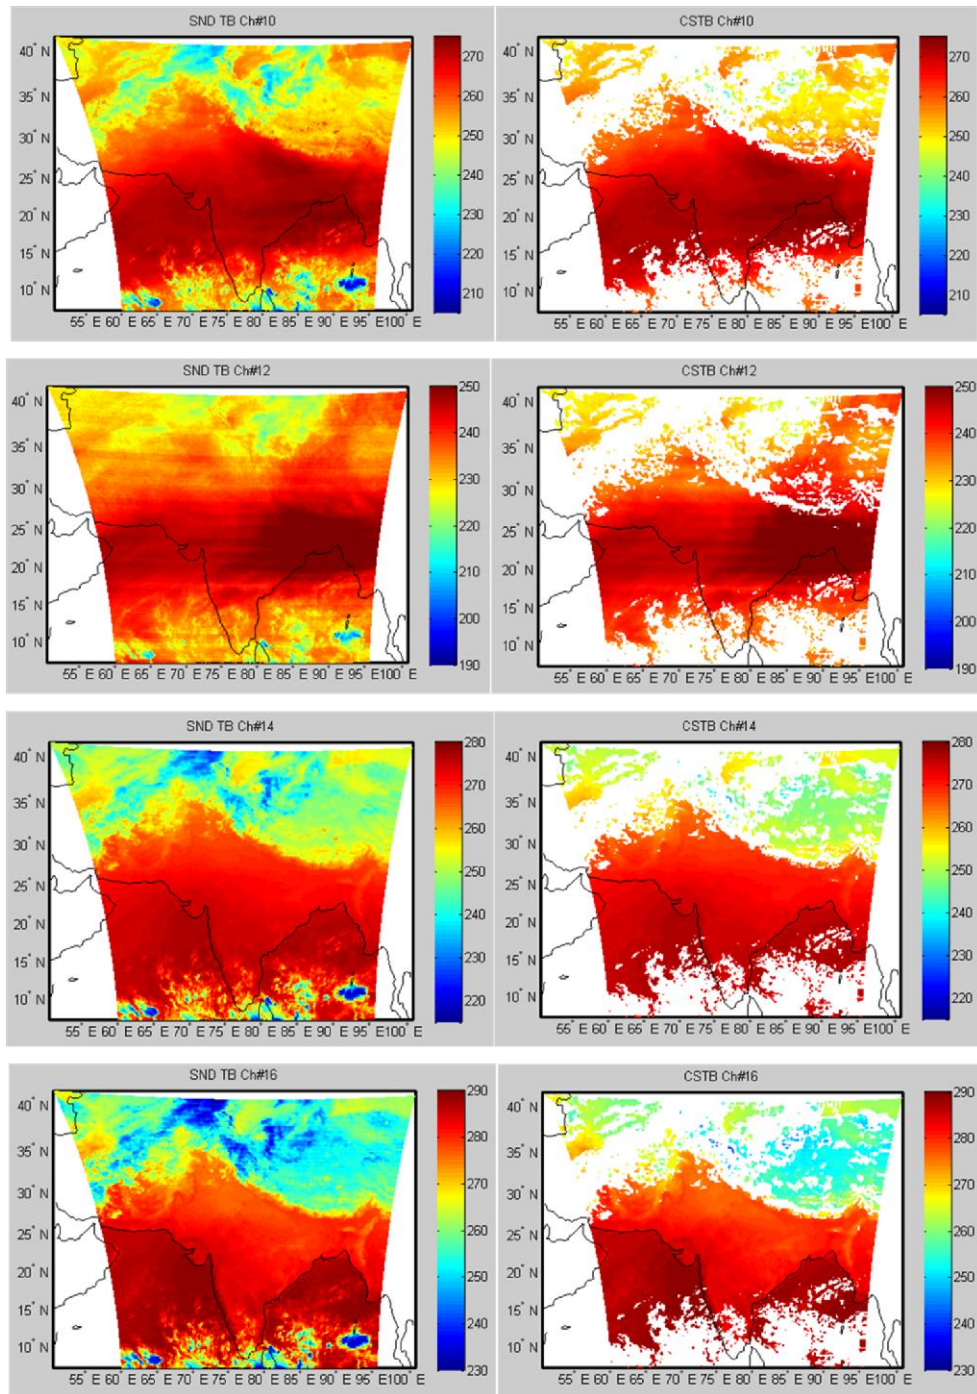 SND TB Ch#10
40° N
35° N
30° N
25° N
20° N
15° N
10° N
55° E 60° E 65° E 70° E 75° E 80° E 85° E 90° E 95° E100° E
270
260
250
240
230
220
210
CSTB Ch#10
40° N
35° N
30° N
25° N
20° N
15° N
10° N
55° E 60° E 65° E 70° E 75° E 80° E 85° E 90° E 95° E100° E
270
260
250
240
230
220
210
SND TB Ch#12
40° N
35° N
30° N
25° N
20° N
15° N
10° N
55° E 60° E 65° E 70° E 75° E 80° E 85° E 90° E 95° E100° E
250
240
230
220
210
200
190
CSTB Ch#12
40° N
35° N
30° N
25° N
20° N
15° N
10° N
55° E 60° E 65° E 70° E 75° E 80° E 85° E 90° E 95° E100° E
250
240
230
220
210
200
190
SND TB Ch#14
40° N
35° N
30° N
25° N
20° N
15° N
10° N
55° E 60° E 65° E 70° E 75° E 80° E 85° E 90° E 95° E100° E
280
270
260
250
240
230
220
CSTB Ch#14
40° N
35° N
30° N
25° N
20° N
15° N
10° N
55° E 60° E 65° E 70° E 75° E 80° E 85° E 90° E 95° E100° E
280
270
260
250
240
230
220
SND TB Ch#16
40° N
35° N
30° N
25° N
20° N
15° N
10° N
55° E 60° E 65° E 70° E 75° E 80° E 85° E 90° E 95° E100° E
290
280
270
260
250
240
230
CSTB Ch#16
40° N
35° N
30° N
25° N
20° N
15° N
10° N
55° E 60° E 65° E 70° E 75° E 80° E 85° E 90° E 95° E100° E
290
280
270
260
250
240
230